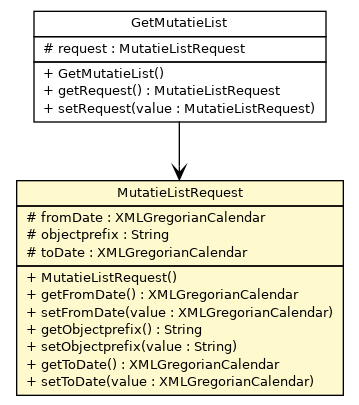 GetMutatieList
# request : MutatieListRequest
+ GetMutatieList()
+ getRequest() : MutatieListRequest
+ setRequest(value : MutatieListRequest)
MutatieListRequest
# fromDate : XMLGregorianCalendar
# objectprefix : String
# toDate : XMLGregorianCalendar
+ MutatieListRequest()
+ getFromDate() : XMLGregorianCalendar
+ setFromDate(value : XMLGregorianCalendar)
+ getObjectprefix() : String
+ setObjectprefix(value : String)
+ getToDate() : XMLGregorianCalendar
+ setToDate(value : XMLGregorianCalendar)